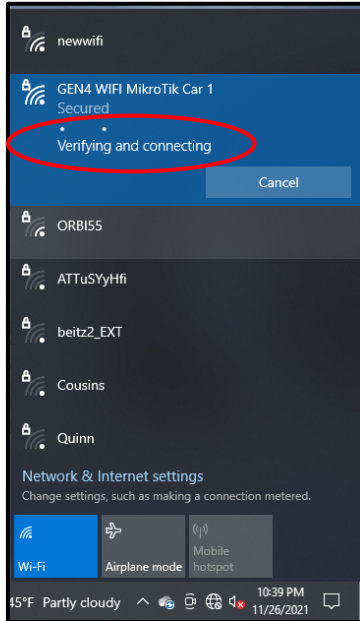 newwifi
GEN4 WIFI MikroTik Car 1
Secured
Verifying and connecting
Cancel
ORBI55
ATTuSYyHfi
beitz2_EXT
Cousins
Quinn
Network & Internet settings
Change settings, such as making a connection metered.
Wi-Fi
Airplane mode
Mobile
hotspot
45°F Partly cloudy
10:39 PM
11/26/2021